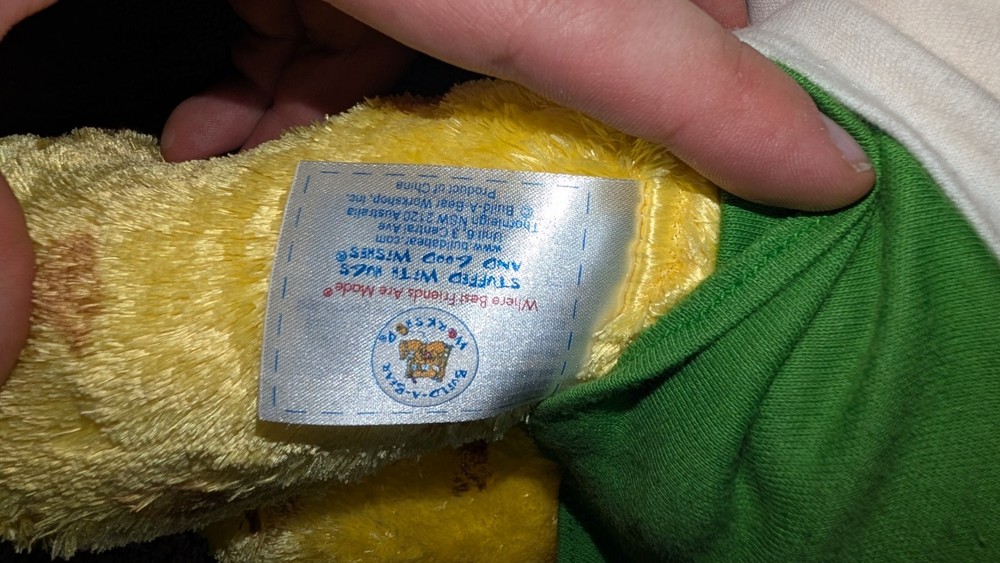 BUILD-A-BEAR
WORKSHOP®
Where Best Friends Are Made®
STUFFED WITH HUGS
AND GOOD WISHES®
www.buildabear.com
Unit 6, 3 Central Ave
Thornleigh NSW 2120 Australia
© Build-A-Bear Workshop, Inc.
Product of China